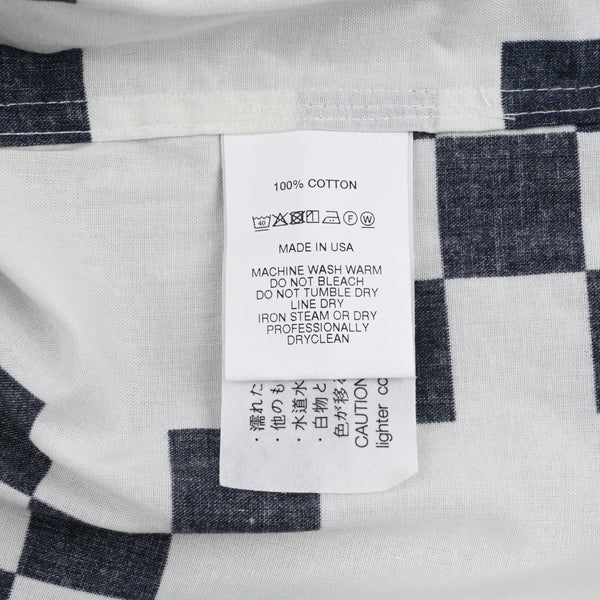 100% COTTON
40 F W
MADE IN USA
MACHINE WASH WARM
DO NOT BLEACH
DO NOT TUMBLE DRY
LINE DRY
IRON STEAM OR DRY
PROFESSIONALLY
DRYCLEAN
・濡れた
・他のも
・水道水
・白物と
色が移
CAUTION
lighter co